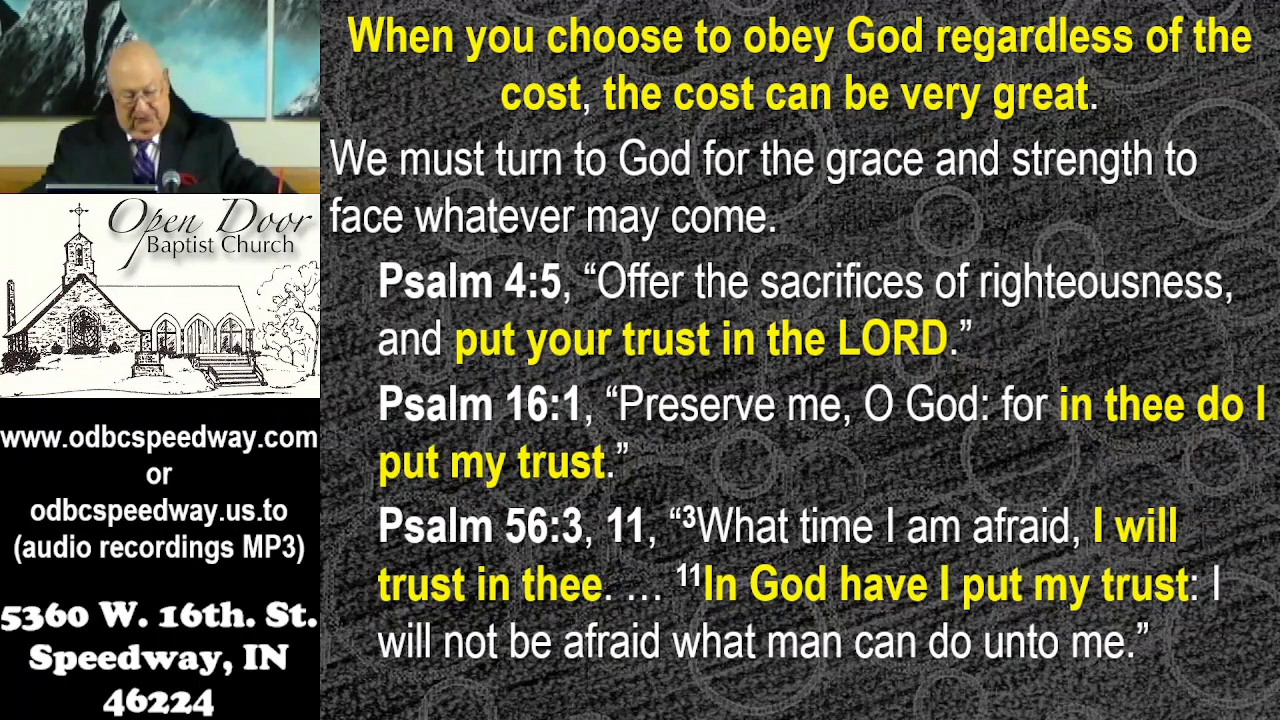 When you choose to obey God regardless of the
cost, the cost can be very great.
We must turn to God for the grace and strength to
face whatever may come.
Psalm 4:5, “Offer the sacrifices of righteousness,
and put your trust in the LORD.”
Psalm 16:1, “Preserve me, O God: for in thee do I
put my trust.”
Psalm 56:3, 11, “³What time I am afraid, I will
trust in thee. … ¹¹In God have I put my trust: I
will not be afraid what man can do unto me.”
Open Door
Baptist Church
www.odbcspeedway.com
or
odbcspeedway.us.to
(audio recordings MP3)
5360 W. 16th. St.
Speedway, IN
46224